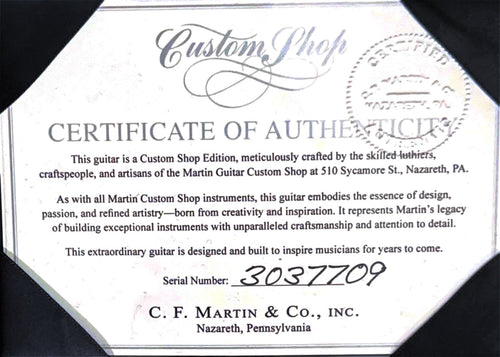 Custom Shop
CERTIFIED
NAZARETH, PA.
CERTIFICATE OF AUTHENTICITY
This guitar is a Custom Shop Edition, meticulously crafted by the skilled luthiers,
craftspeople, and artisans of the Martin Guitar Custom Shop at 510 Sycamore St., Nazareth, PA.
As with all Martin Custom Shop instruments, this guitar embodies the essence of design,
passion, and refined artistry—born from creativity and inspiration. It represents Martin's legacy
of building exceptional instruments with unparalleled craftsmanship and attention to detail.
This extraordinary guitar is designed and built to inspire musicians for years to come.
Serial Number: 3037709
C. F. MARTIN & CO., INC.
Nazareth, Pennsylvania